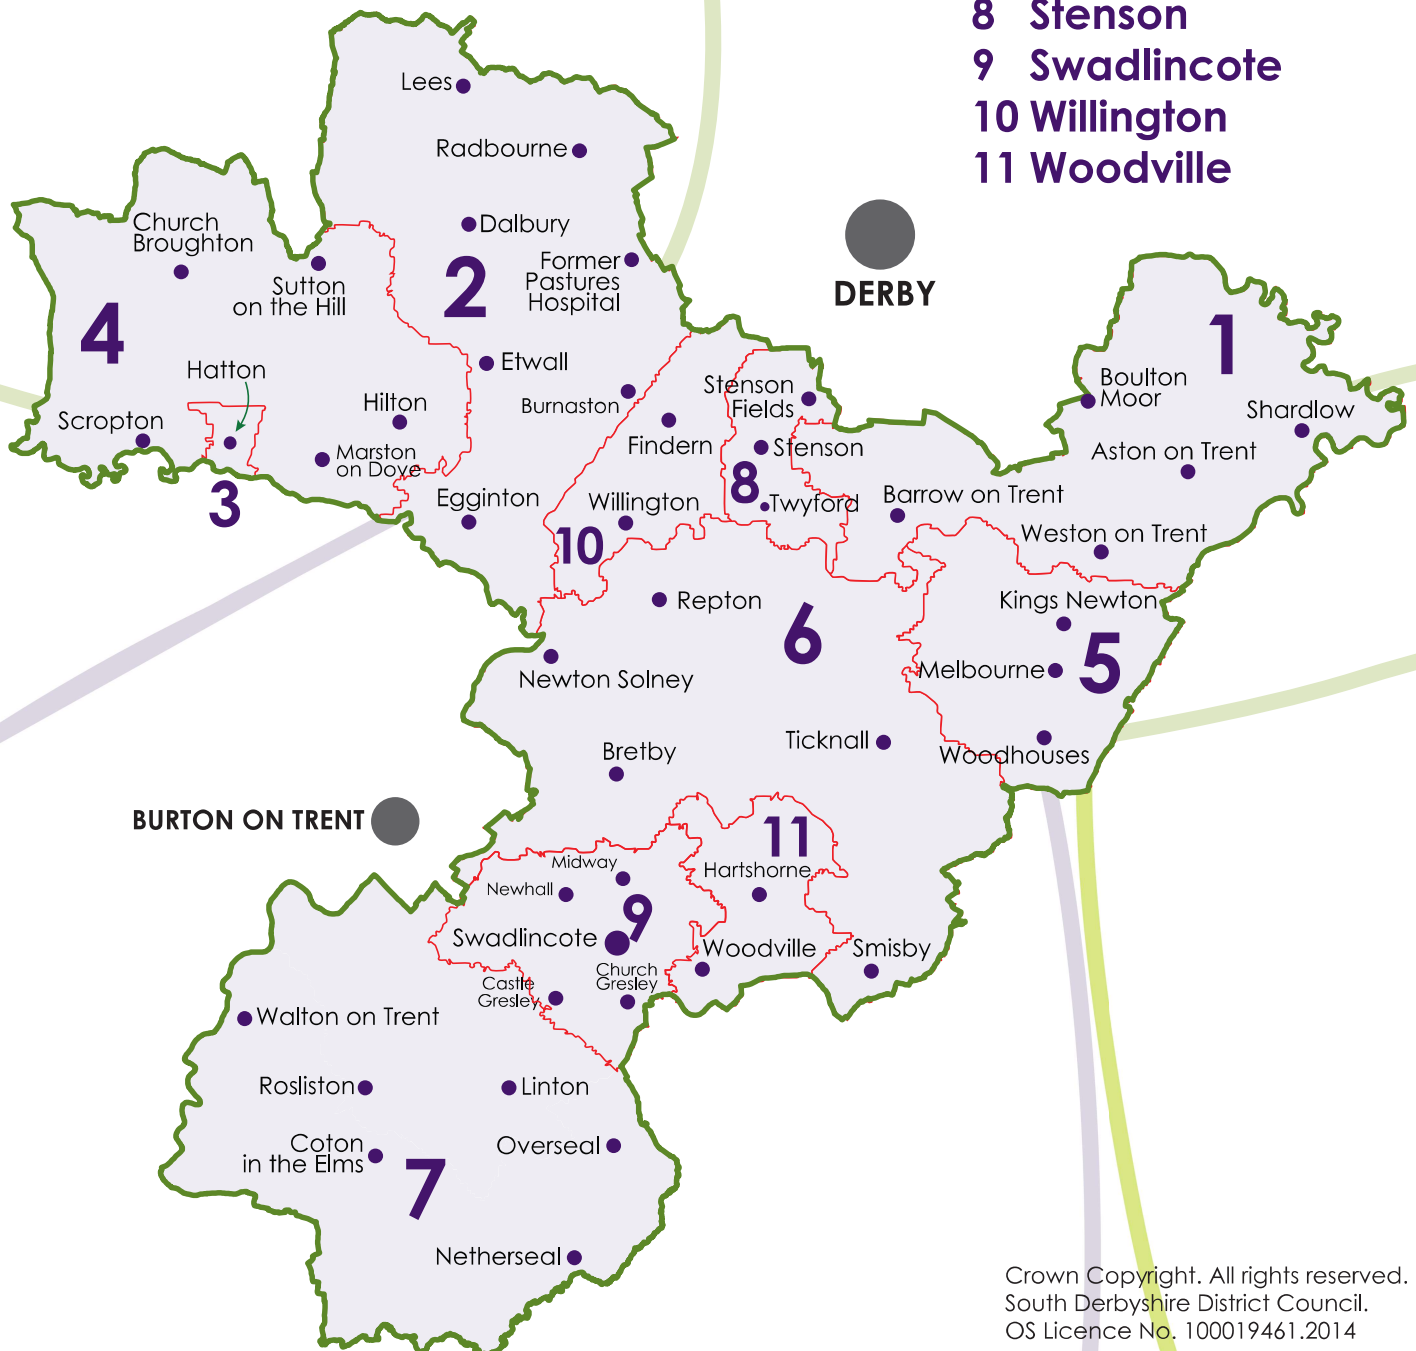 8 Stenson
9 Swadlincote
10 Willington
11 Woodville
Lees
Radbourne
Dalbury
Church
Broughton
Sutton
on the Hill
2
Former
Pastures
Hospital
DERBY
4
1
Hatton
Etwall
Burnaston
Stenson
Fields
Boulton
Moor
Shardlow
Scropton
Hilton
Findern
Stenson
Marston
on Dove
Aston on Trent
3
Egginton
Willington
8
Twyford
Barrow on Trent
10
Weston on Trent
Repton
6
Kings Newton
Newton Solney
Melbourne
5
Bretby
Ticknall
Woodhouses
BURTON ON TRENT
11
Midway
Hartshorne
Newhall
9
Swadlincote
Woodville
Smisby
Church
Gresley
Castle
Gresley
Walton on Trent
Rosliston
Linton
Coton
in the Elms
Overseal
7
Netherseal
Crown Copyright. All rights reserved.
South Derbyshire District Council.
OS Licence No. 100019461.2014